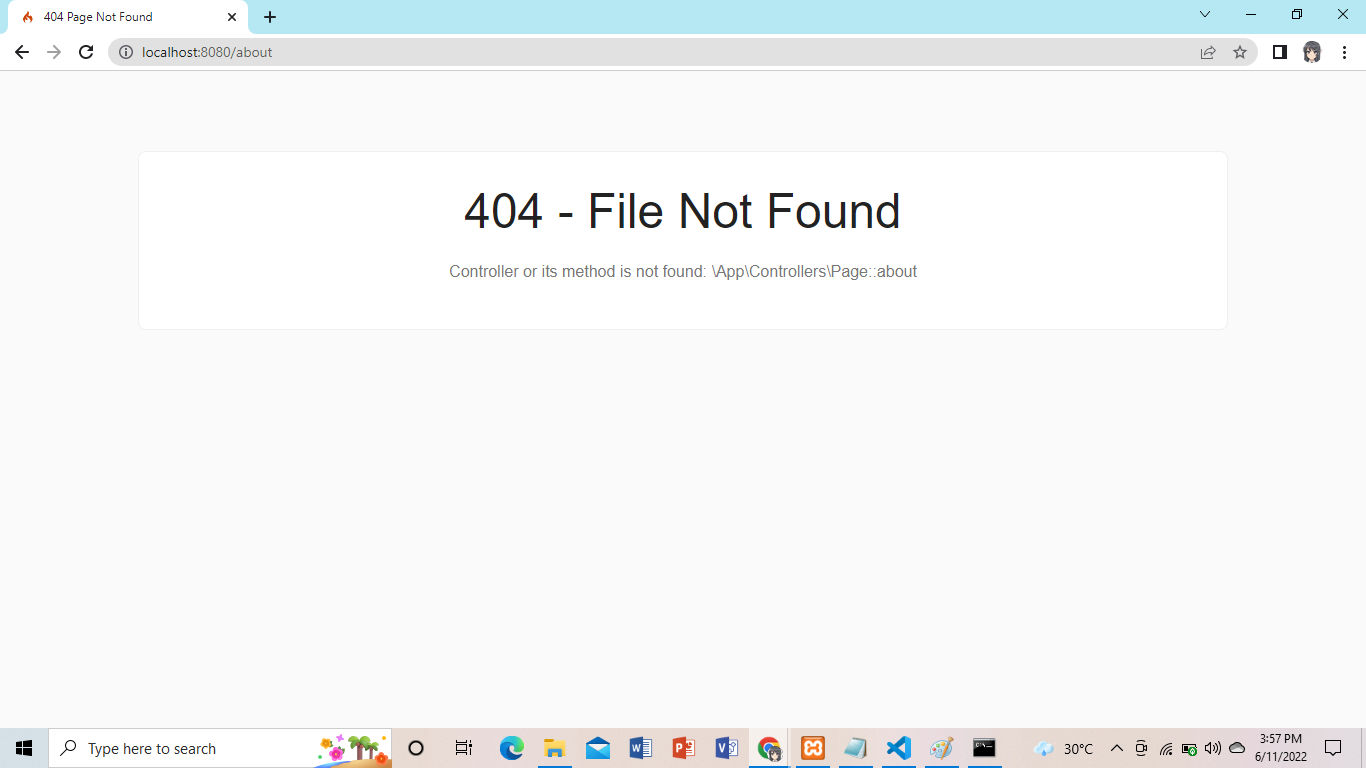 404 Page Not Found
localhost:8080/about
404 - File Not Found
Controller or its method is not found: \App\Controllers\Page::about
Type here to search
30°C
3:57 PM
6/11/2022